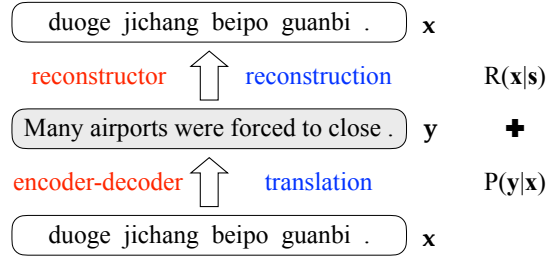 duoge jichang beipo guanbi . x
reconstructor reconstruction R(x|s)
Many airports were forced to close . y +
encoder-decoder translation P(y|x)
duoge jichang beipo guanbi . x